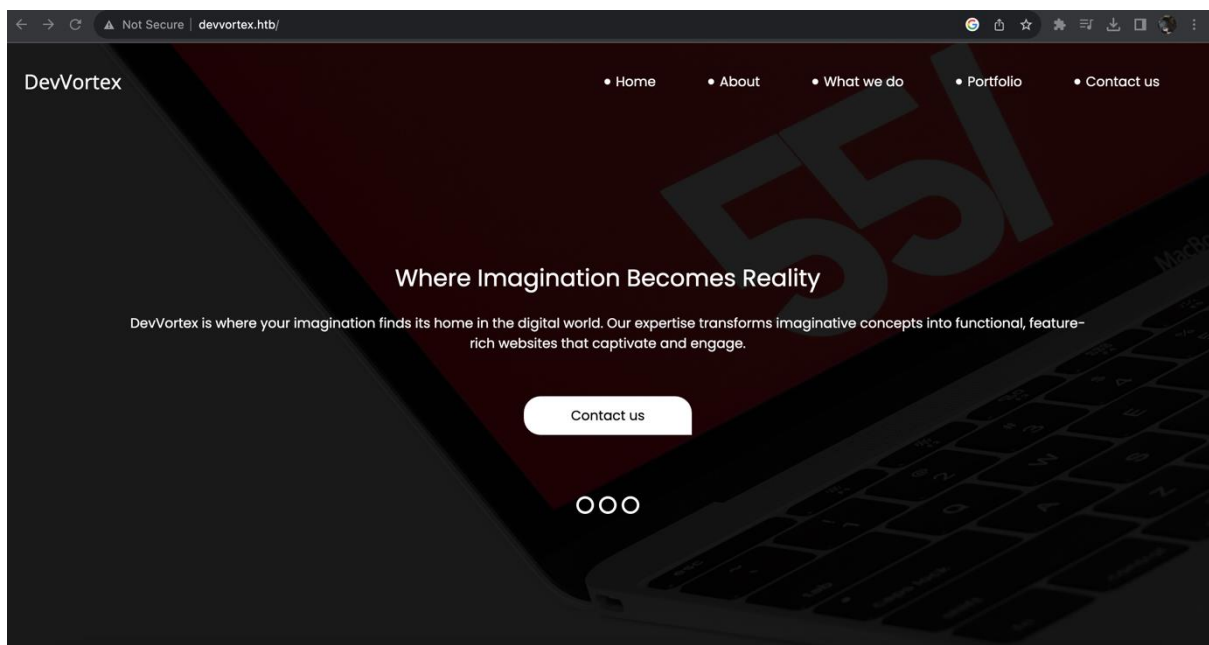 Not Secure | devvortex.htb/
DevVortex
Home
About
What we do
Portfolio
Contact us
55/
MacBo
Where Imagination Becomes Reality
DevVortex is where your imagination finds its home in the digital world. Our expertise transforms imaginative concepts into functional, feature-
rich websites that captivate and engage.
Contact us